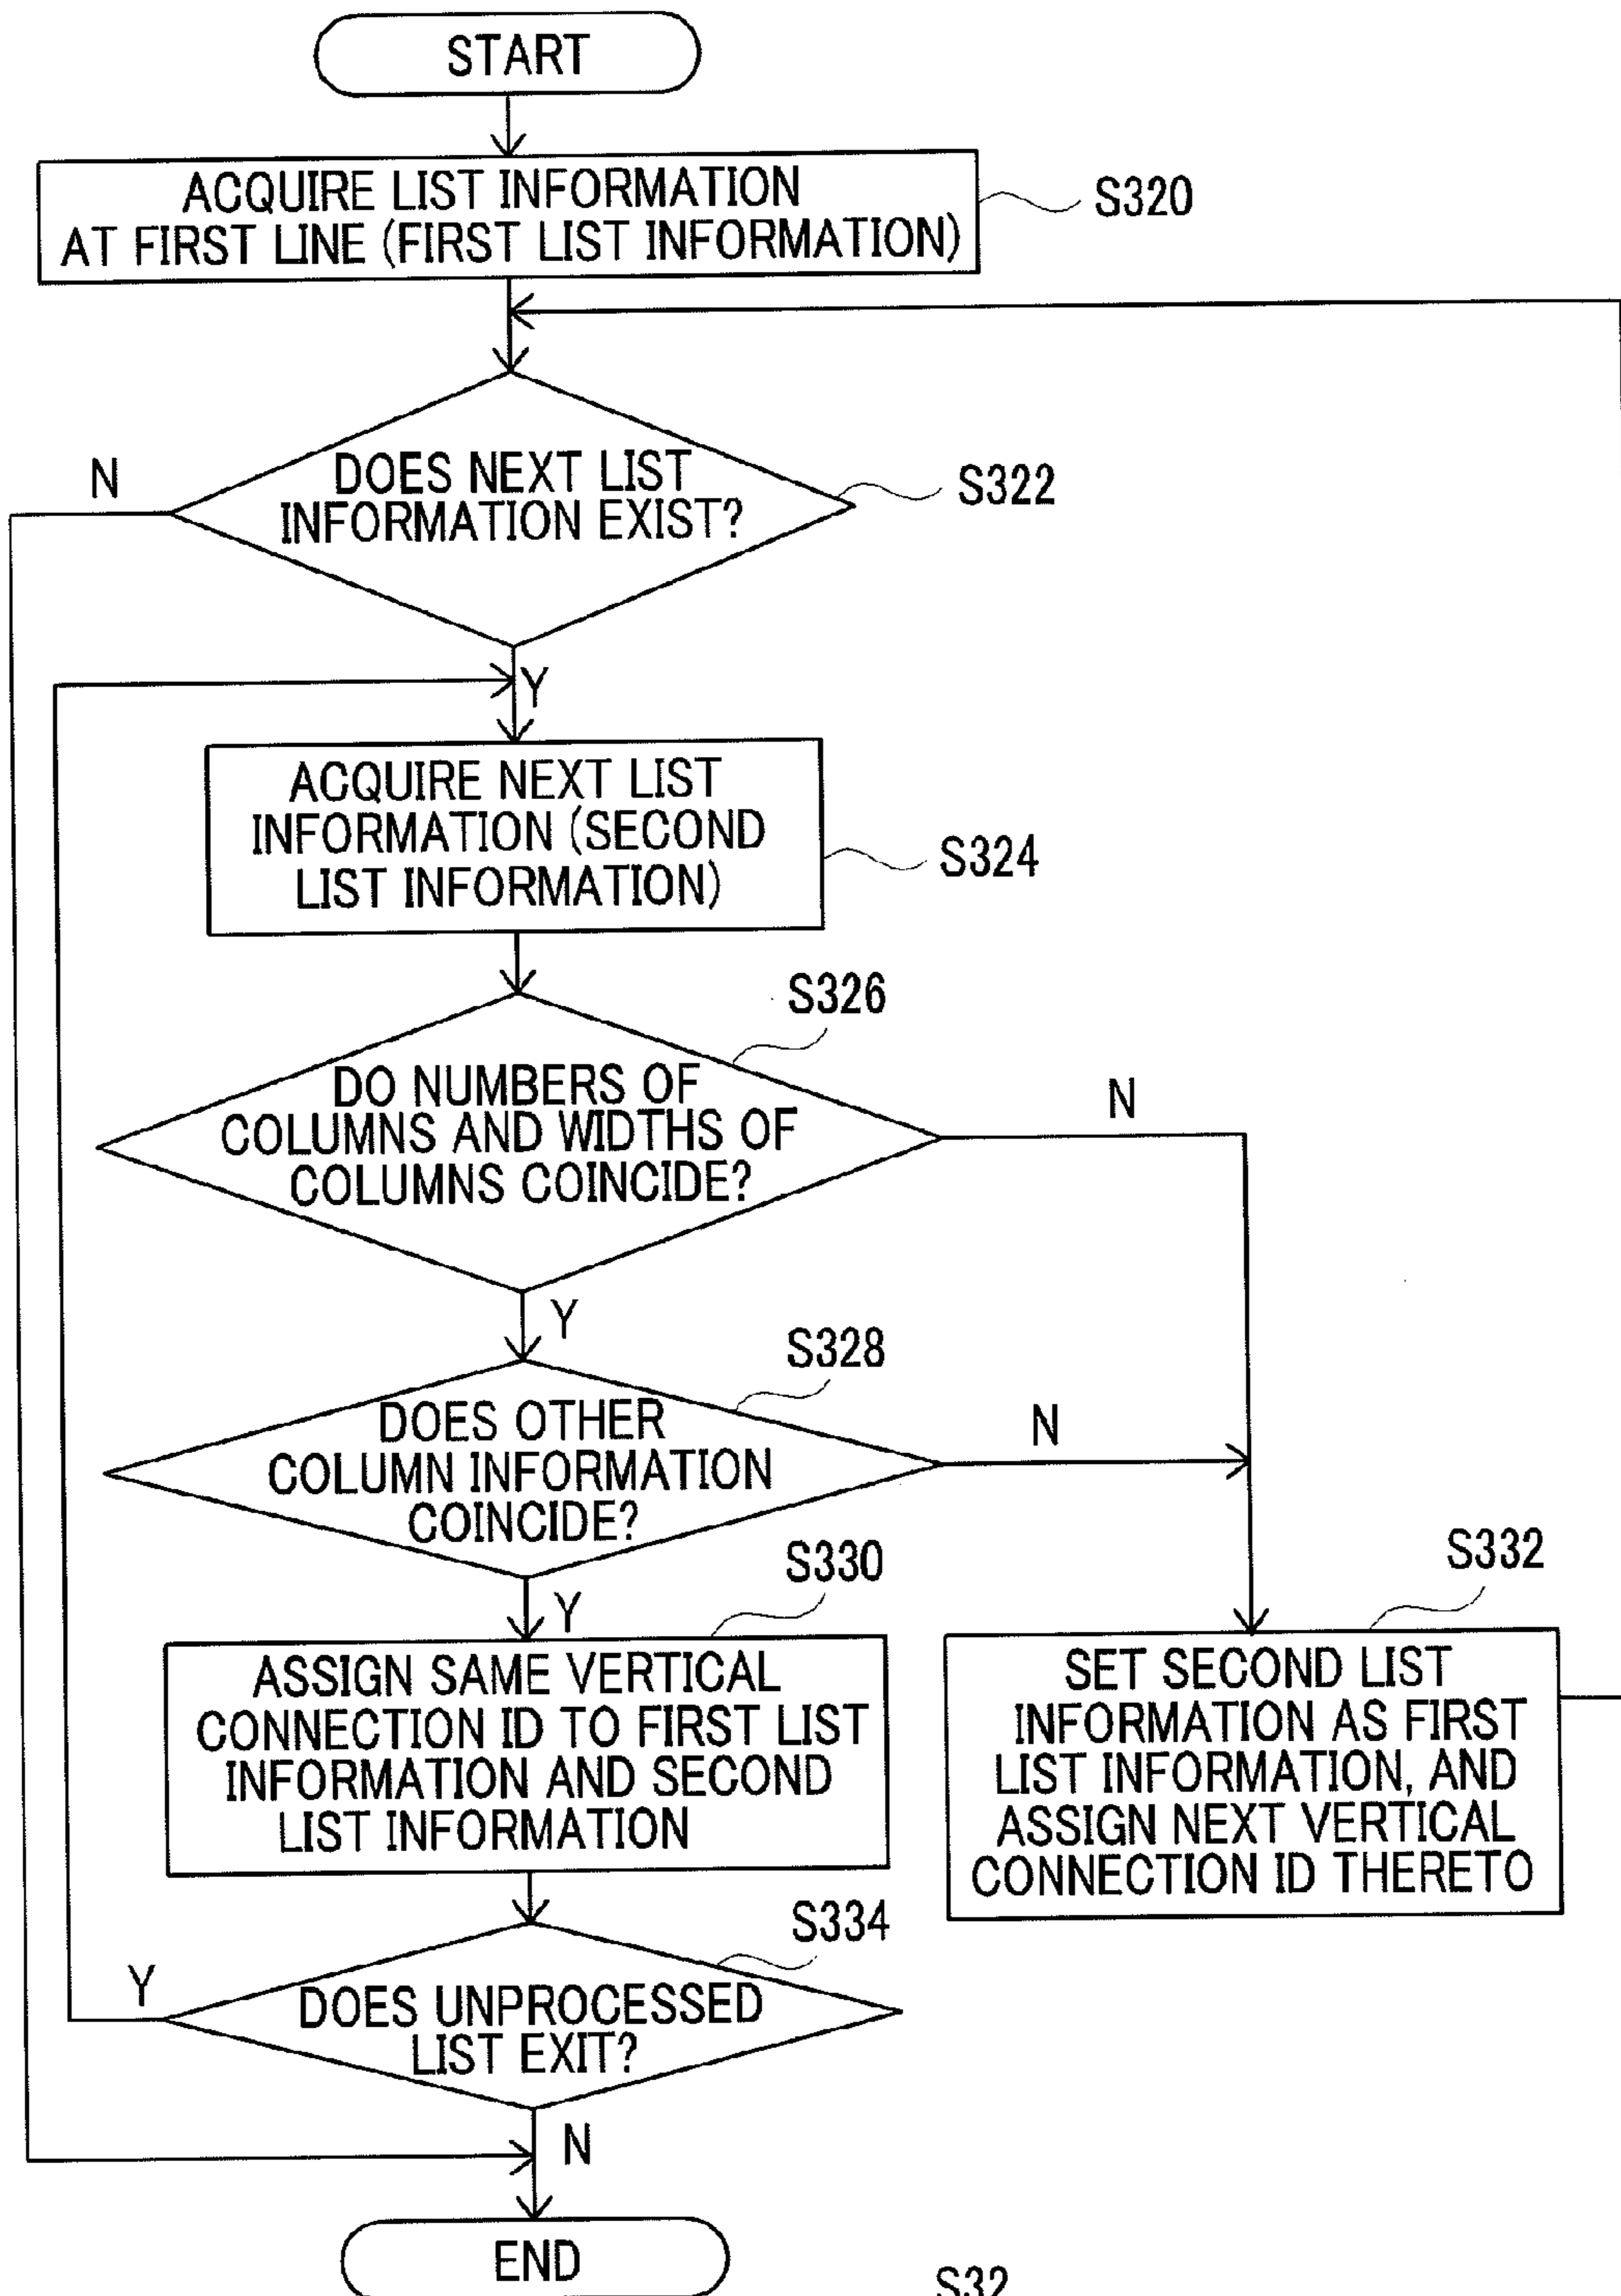 START
ACQUIRE LIST INFORMATION
AT FIRST LINE (FIRST LIST INFORMATION)
S320
N
DOES NEXT LIST
INFORMATION EXIST?
S322
Y
ACQUIRE NEXT LIST
INFORMATION (SECOND
LIST INFORMATION)
S324
S326
DO NUMBERS OF
COLUMNS AND WIDTHS OF
COLUMNS COINCIDE?
N
Y
S328
DOES OTHER
COLUMN INFORMATION
COINCIDE?
N
Y
S330
ASSIGN SAME VERTICAL
CONNECTION ID TO FIRST LIST
INFORMATION AND SECOND
LIST INFORMATION
S332
SET SECOND LIST
INFORMATION AS FIRST
LIST INFORMATION, AND
ASSIGN NEXT VERTICAL
CONNECTION ID THERETO
S334
Y
DOES UNPROCESSED
LIST EXIT?
N
END
S32